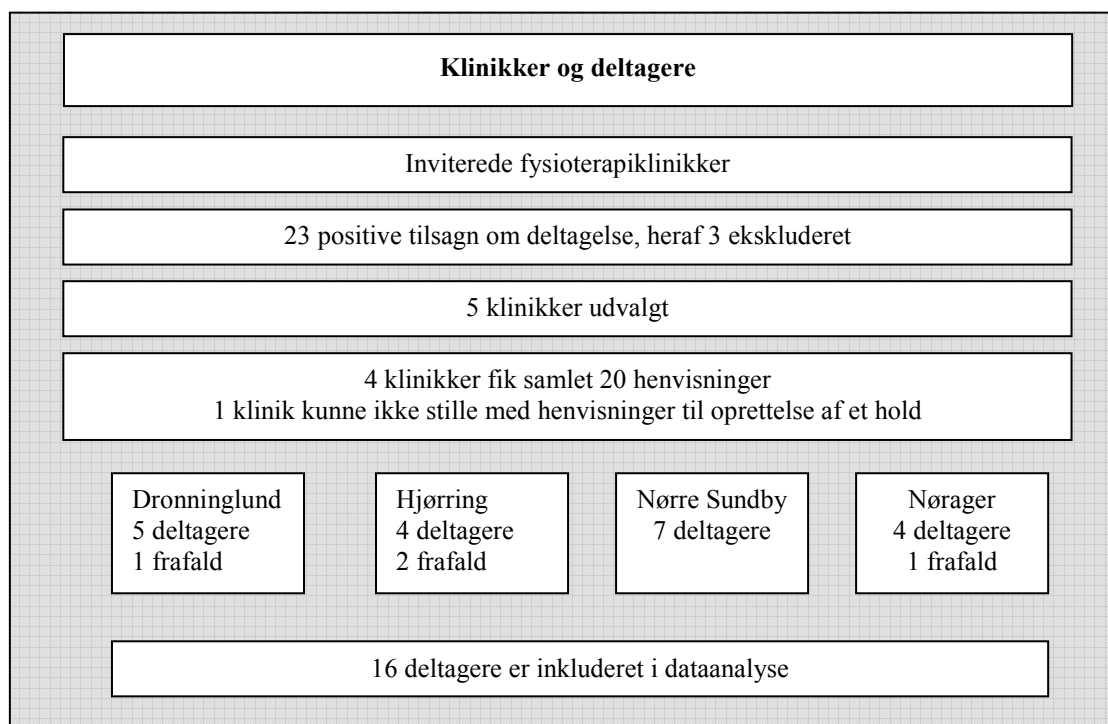 Klinikker og deltagere
Inviterede fysioterapiklinikker
23 positive tilsagn om deltagelse, heraf 3 ekskluderet
5 klinikker udvalgt
4 klinikker fik samlet 20 henvisninger
1 klinik kunne ikke stille med henvisninger til oprettelse af et hold
Dronninglund
5 deltagere
1 frafald
Hjørring
4 deltagere
2 frafald
Nørre Sundby
7 deltagere
Nørager
4 deltagere
1 frafald
16 deltagere er inkluderet i dataanalyse